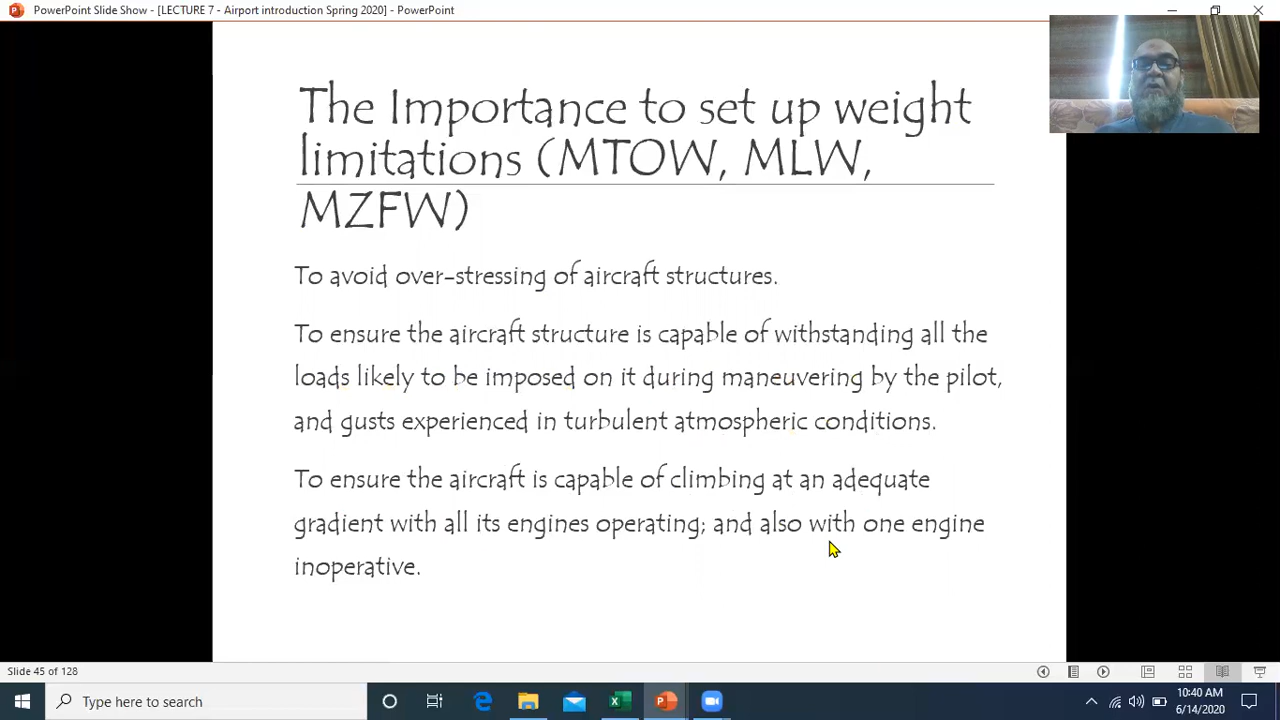 PowerPoint Slide Show - [LECTURE 7 - Airport introduction Spring 2020] - PowerPoint
The Importance to set up weight
limitations (MTOW, MLW,
MZFW)
To avoid over-stressing of aircraft structures.
To ensure the aircraft structure is capable of withstanding all the
loads likely to be imposed on it during maneuvering by the pilot,
and gusts experienced in turbulent atmospheric conditions.
To ensure the aircraft is capable of climbing at an adequate
gradient with all its engines operating; and also with one engine
inoperative.
Slide 45 of 128
Type here to search
10:40 AM
6/14/2020